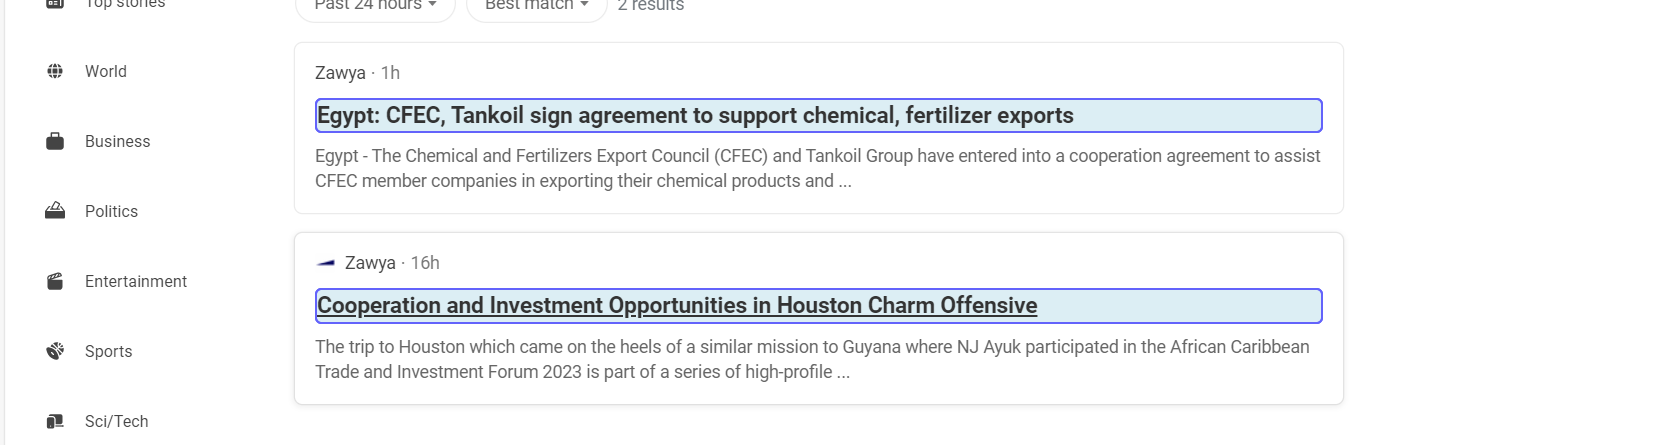 Top stories
Past 24 hours
Best match
2 results
World
Business
Politics
Entertainment
Sports
Sci/Tech
Zawya · 1h
Egypt: CFEC, Tankoil sign agreement to support chemical, fertilizer exports
Egypt - The Chemical and Fertilizers Export Council (CFEC) and Tankoil Group have entered into a cooperation agreement to assist
CFEC member companies in exporting their chemical products and ...
Zawya · 16h
Cooperation and Investment Opportunities in Houston Charm Offensive
The trip to Houston which came on the heels of a similar mission to Guyana where NJ Ayuk participated in the African Caribbean
Trade and Investment Forum 2023 is part of a series of high-profile ...